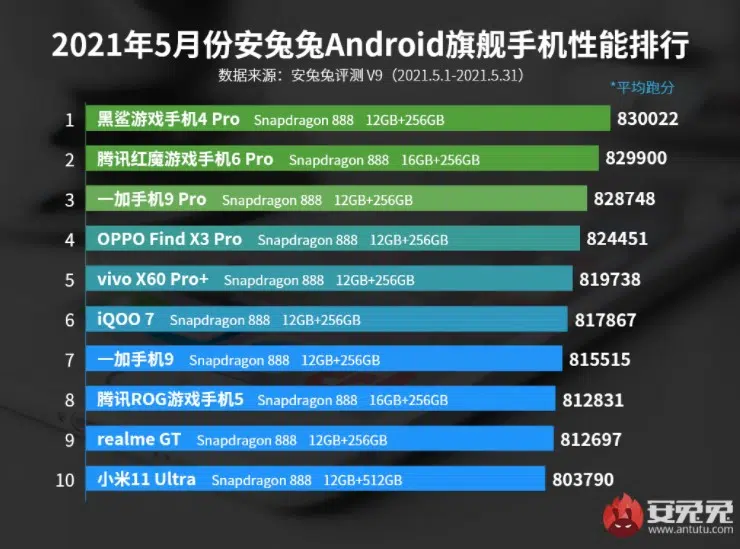 2021年5月份安兔兔Android旗舰手机性能排行
数据来源：安兔兔评测 V9（2021.5.1-2021.5.31）
*平均跑分
1 黑鲨游戏手机4 Pro Snapdragon 888 12GB+256GB 830022
2 腾讯红魔游戏手机6 Pro Snapdragon 888 16GB+256GB 829900
3 一加手机9 Pro Snapdragon 888 12GB+256GB 828748
4 OPPO Find X3 Pro Snapdragon 888 12GB+256GB 824451
5 vivo X60 Pro+ Snapdragon 888 12GB+256GB 819738
6 iQOO 7 Snapdragon 888 12GB+256GB 817867
7 一加手机9 Snapdragon 888 12GB+256GB 815515
8 腾讯ROG游戏手机5 Snapdragon 888 16GB+256GB 812831
9 realme GT Snapdragon 888 12GB+256GB 812697
10 小米11 Ultra Snapdragon 888 12GB+512GB 803790
安兔兔
www.antutu.com